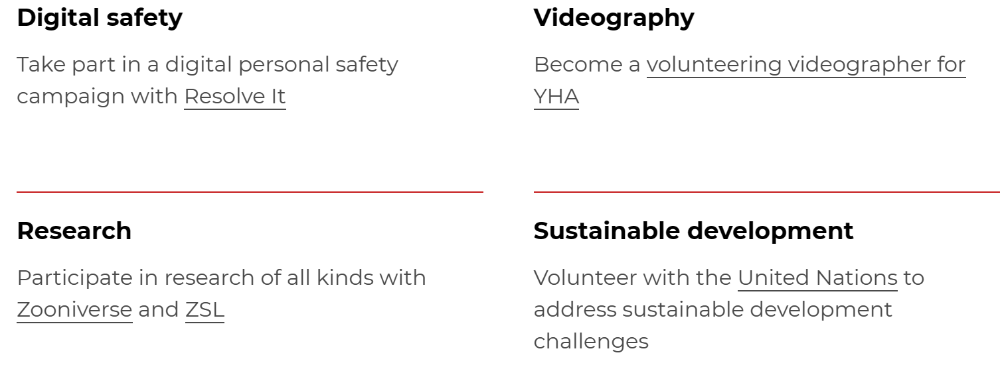 Digital safety
Take part in a digital personal safety
campaign with Resolve It
Videography
Become a volunteering videographer for
YHA
Research
Participate in research of all kinds with
Zooniverse and ZSL
Sustainable development
Volunteer with the United Nations to
address sustainable development
challenges